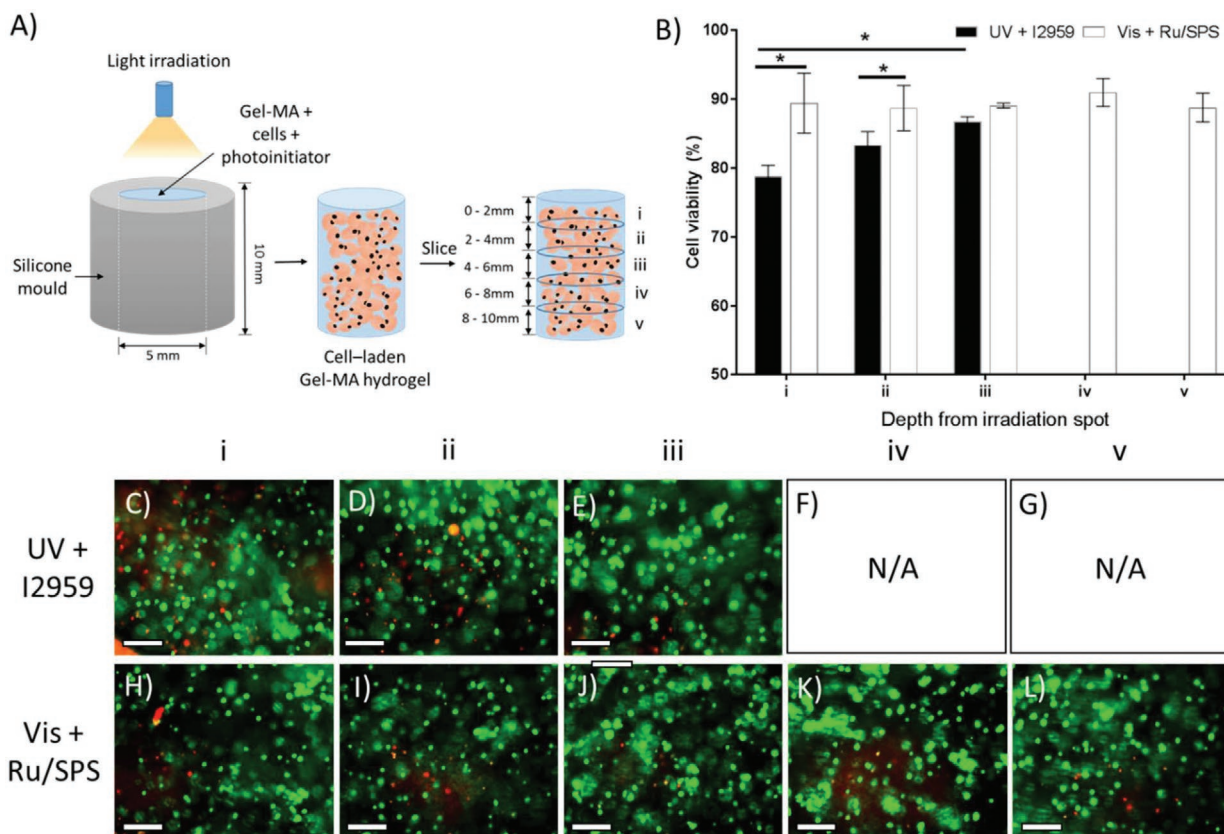 A)
Light irradiation
Gel-MA +
cells +
photoinitiator
Silicone
mould
10 mm
5 mm
Cell–laden
Gel-MA hydrogel
Slice
0 - 2mm
2 - 4mm
4 - 6mm
6 - 8mm
8 - 10mm
i
ii
iii
iv
v
B)
UV + I2959
Vis + Ru/SPS
*
*
*
Cell viability (%)
100
90
80
70
60
50
i
ii
iii
iv
v
Depth from irradiation spot
i
ii
iii
iv
v
UV +
I2959
C)
D)
E)
F)
N/A
G)
N/A
Vis +
Ru/SPS
H)
I)
J)
K)
L)